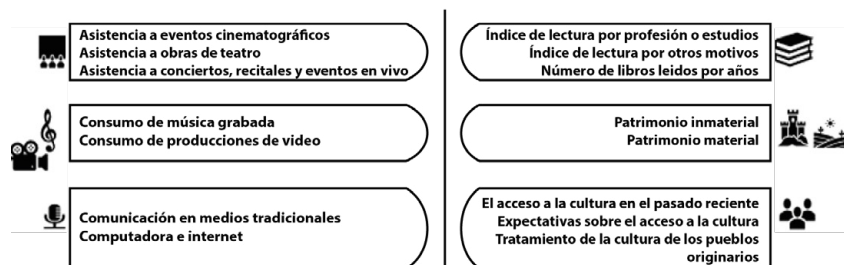 Asistencia a eventos cinematográficos
Asistencia a obras de teatro
Asistencia a conciertos, recitales y eventos en vivo
Consumo de música grabada
Consumo de producciones de video
Comunicación en medios tradicionales
Computadora e internet
Índice de lectura por profesión o estudios
Índice de lectura por otros motivos
Número de libros leidos por años
Patrimonio inmaterial
Patrimonio material
El acceso a la cultura en el pasado reciente
Expectativas sobre el acceso a la cultura
Tratamiento de la cultura de los pueblos
originarios